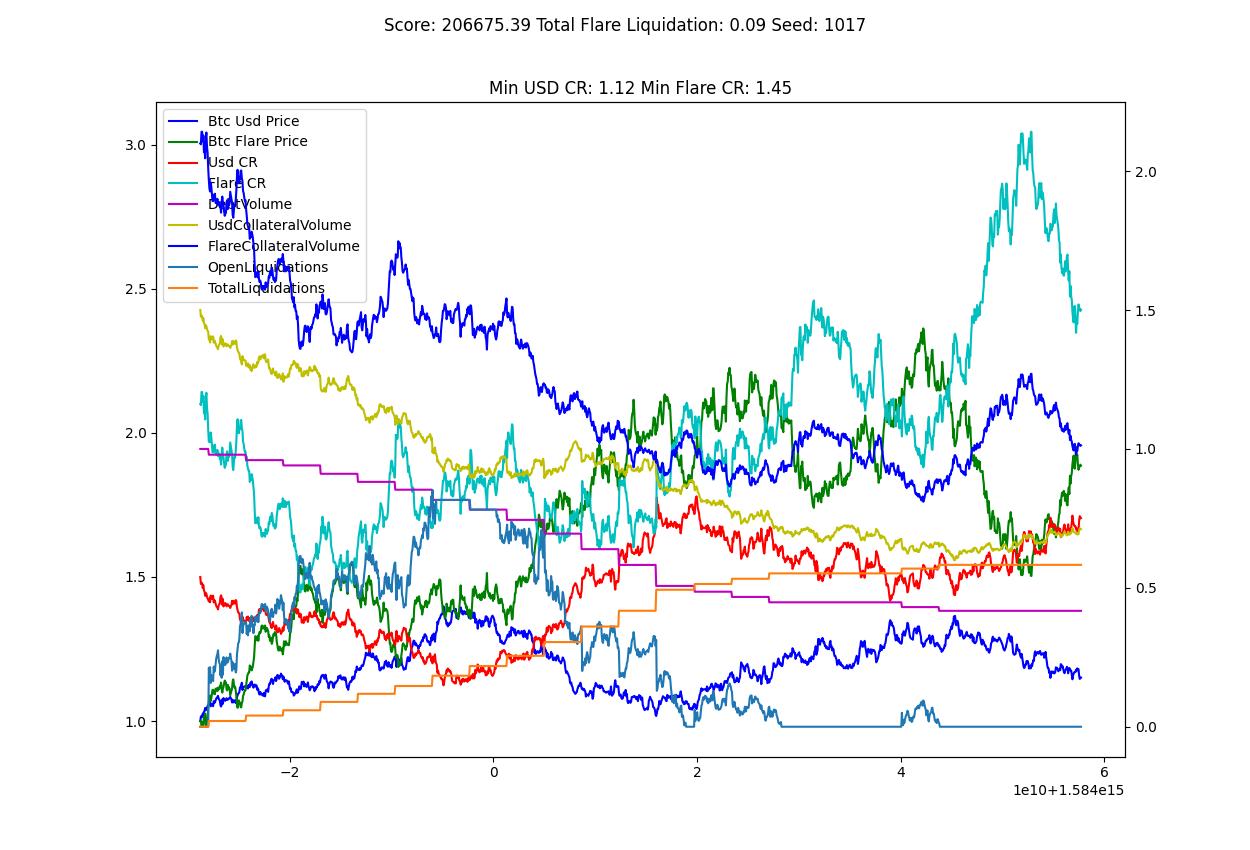 Score: 206675.39 Total Flare Liquidation: 0.09 Seed: 1017
Min USD CR: 1.12 Min Flare CR: 1.45
Btc Usd Price
Btc Flare Price
Usd CR
Flare CR
DebtVolume
UsdCollateralVolume
FlareCollateralVolume
OpenLiquidations
TotalLiquidations
3.0
2.5
2.0
1.5
1.0
2.0
1.5
1.0
0.5
0.0
−2
0
2
4
6
1e10+1.584e15